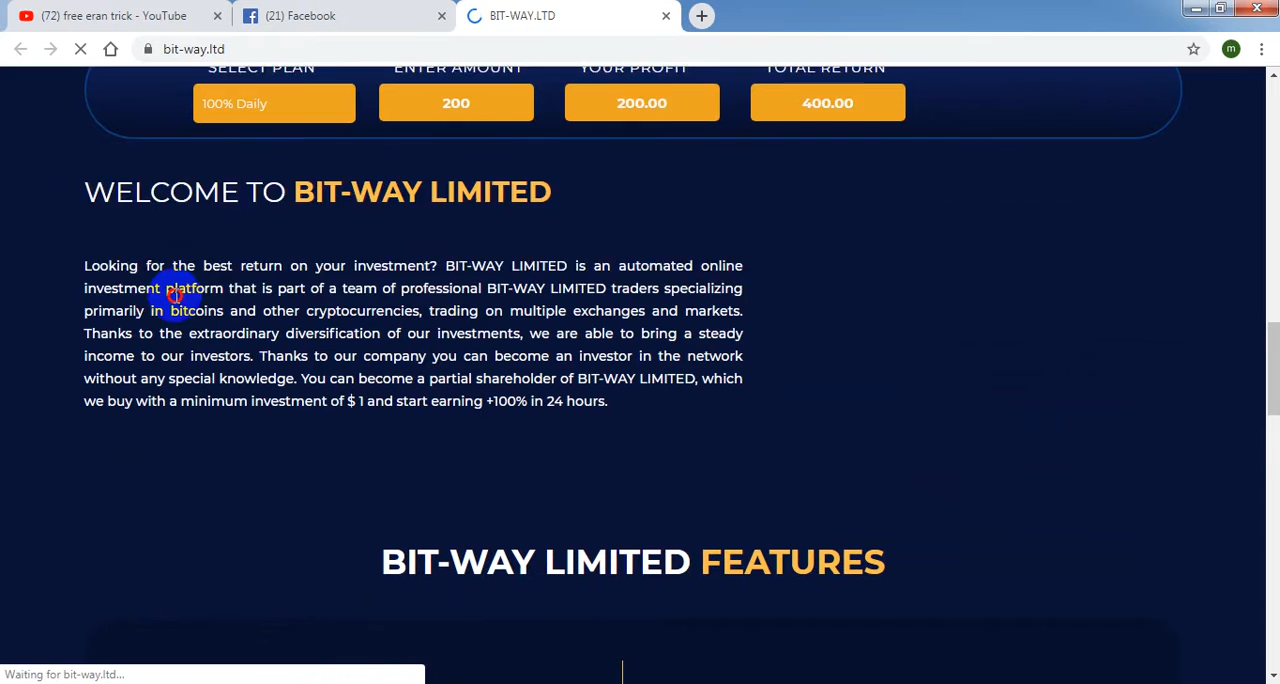 (72) free eran trick - YouTube
(21) Facebook
BIT-WAY.LTD
bit-way.ltd
m
SELECT PLAN ENTER AMOUNT YOUR PROFIT TOTAL RETURN
100% Daily 200 200.00 400.00
WELCOME TO BIT-WAY LIMITED
Looking for the best return on your investment? BIT-WAY LIMITED is an automated online
investment platform that is part of a team of professional BIT-WAY LIMITED traders specializing
primarily in bitcoins and other cryptocurrencies, trading on multiple exchanges and markets.
Thanks to the extraordinary diversification of our investments, we are able to bring a steady
income to our investors. Thanks to our company you can become an investor in the network
without any special knowledge. You can become a partial shareholder of BIT-WAY LIMITED, which
we buy with a minimum investment of $ 1 and start earning +100% in 24 hours.
BIT-WAY LIMITED FEATURES
Waiting for bit-way.ltd...